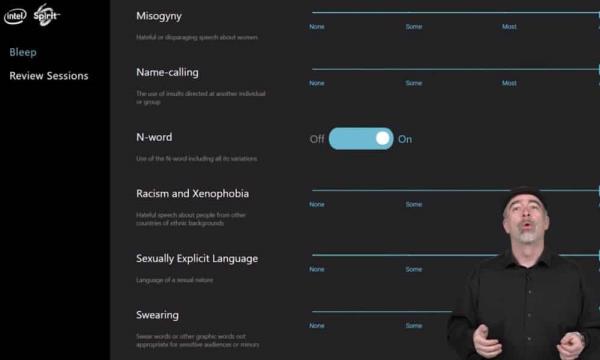 intel Spirit
Bleep
Review Sessions
Misogyny
Hateful or disparaging speech about women
None Some Most
Name-calling
The use of insults directed at another individual
or group
None Some Most
N-word
Off On
Use of the N-word including all its variations
Racism and Xenophobia
Hateful speech about people from other
countries of ethnic backgrounds
None Some
Sexually Explicit Language
Language of a sexual nature
None Some
Swearing
Swear words or other graphic words not
appropriate for sensitive audiences or minors
None Some